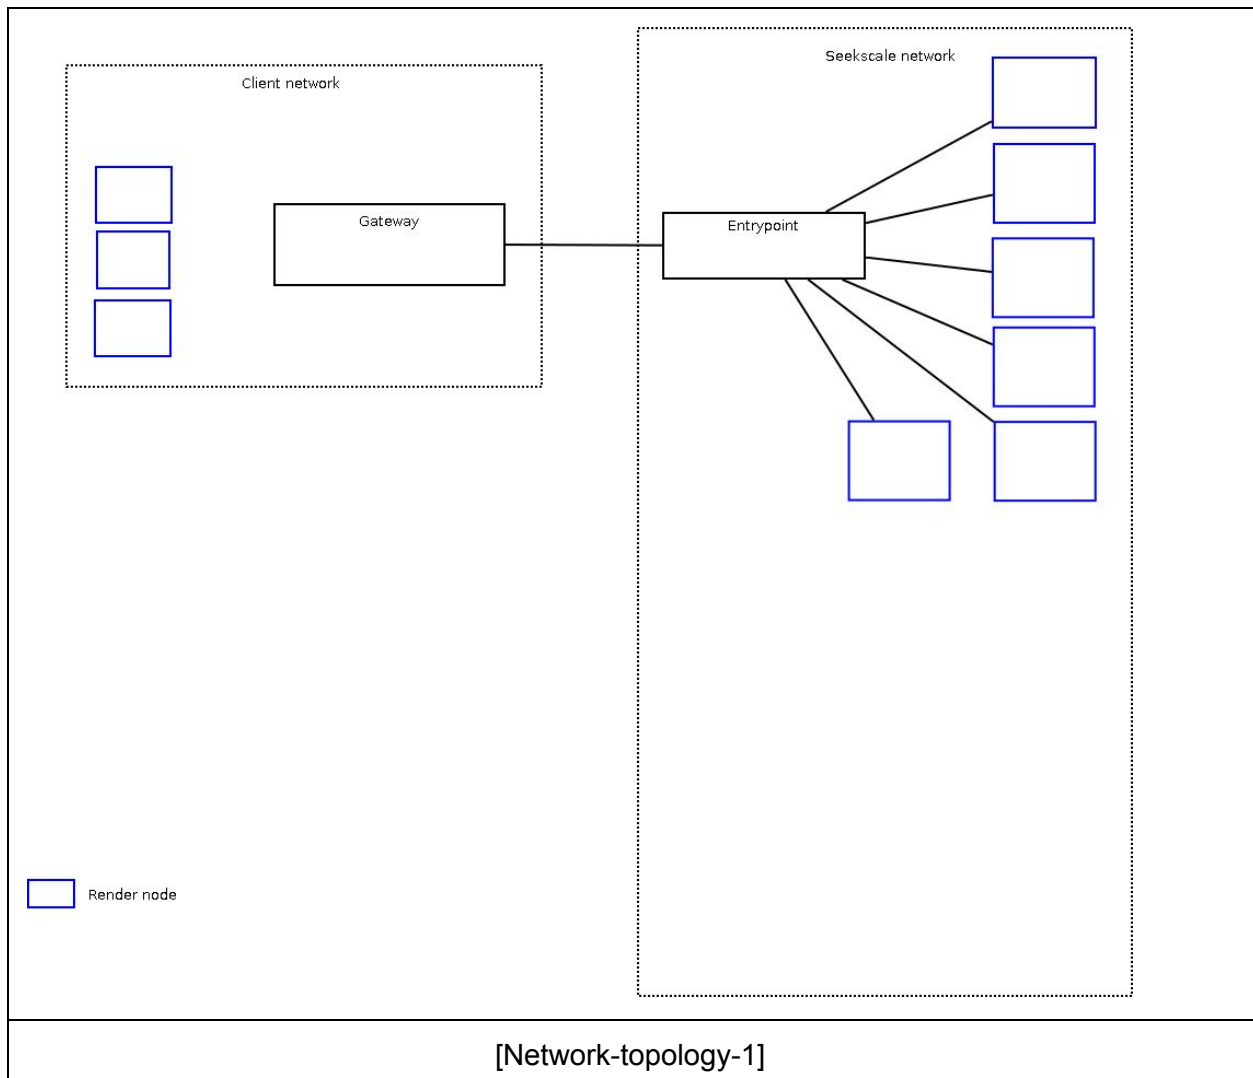 Seekscale network
Client network
Gateway
Entrypoint
Render node
[Network-topology-1]